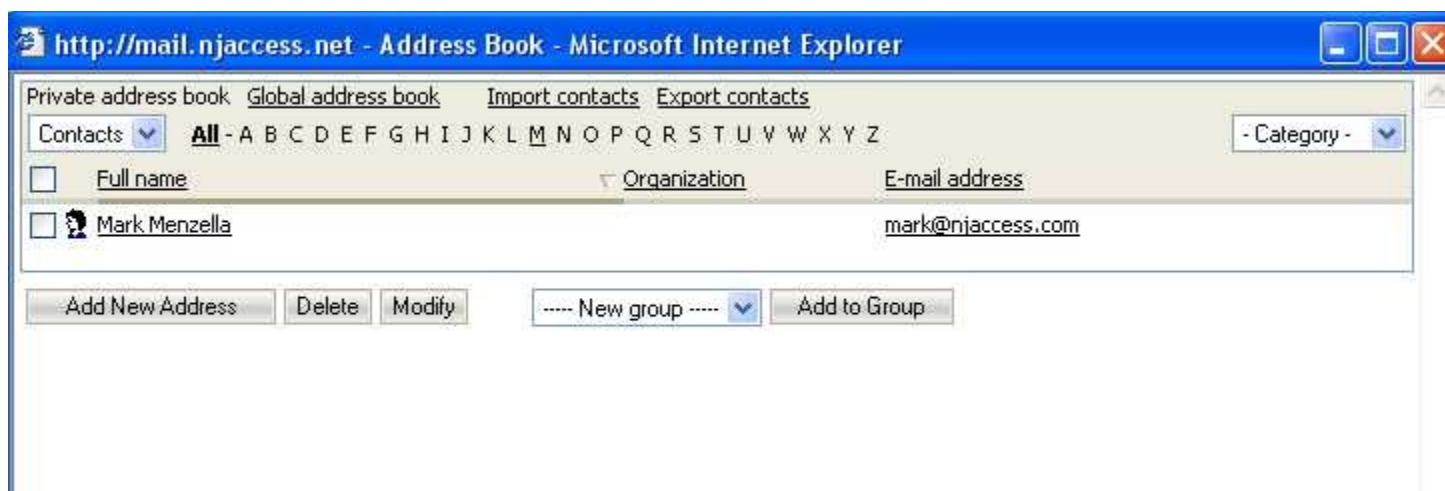 http://mail.njaccess.net - Address Book - Microsoft Internet Explorer
Private address book Global address book Import contacts Export contacts
Contacts All - A B C D E F G H I J K L M N O P Q R S T U V W X Y Z - Category -
Full name Organization E-mail address
Mark Menzella mark@njaccess.com
Add New Address Delete Modify ----- New group ----- Add to Group